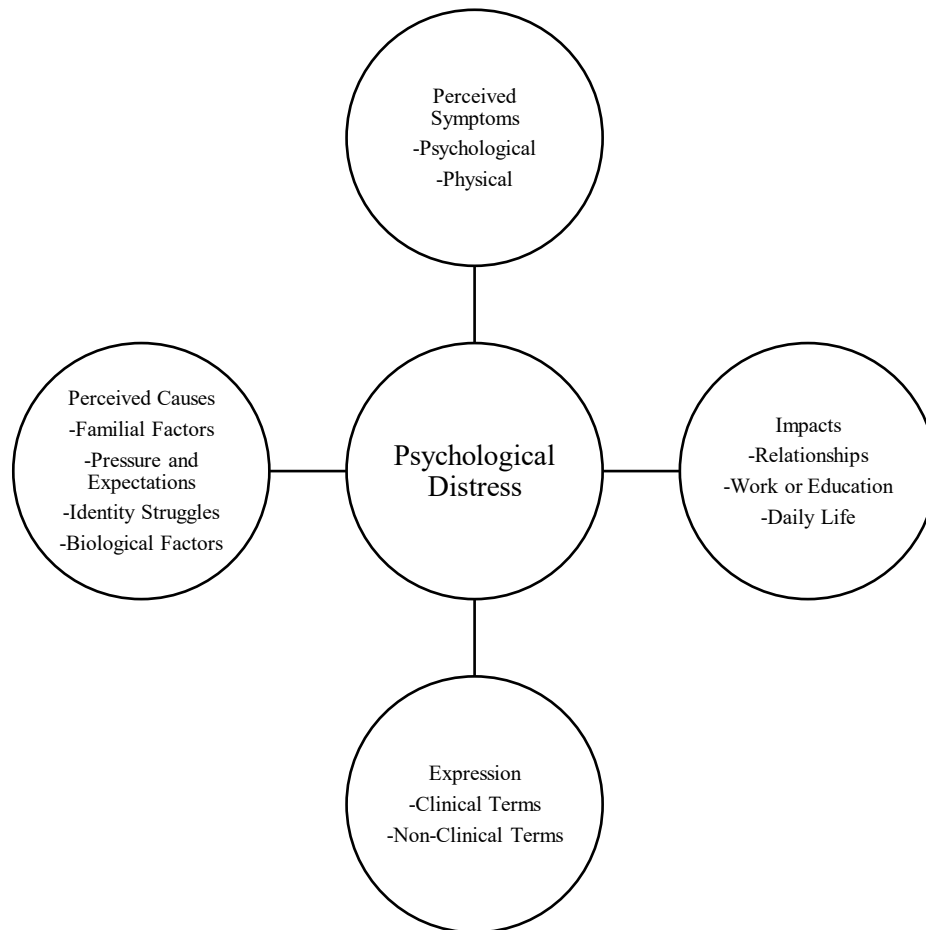 Perceived
Symptoms
-Psychological
-Physical
Perceived Causes
-Familial Factors
-Pressure and
Expectations
-Identity Struggles
-Biological Factors
Psychological
Distress
Impacts
-Relationships
-Work or Education
-Daily Life
Expression
-Clinical Terms
-Non-Clinical Terms